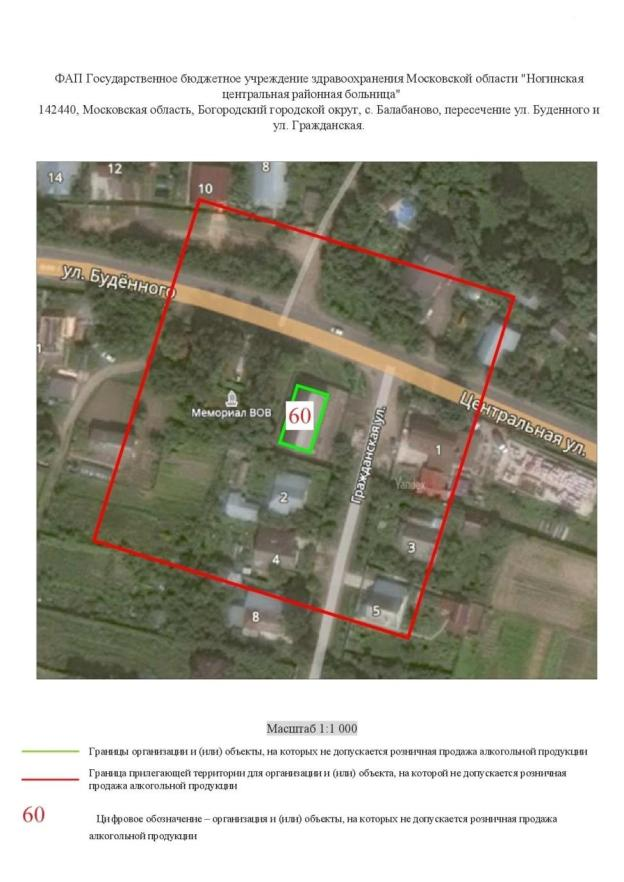 ФАП Государственное бюджетное учреждение здравоохранения Московской области "Ногинская
центральная районная больница"
142440, Московская область, Богородский городской округ, с. Балабаново, пересечение ул. Буденного и
ул. Гражданская.
14
12
8
10
ул. Будённого
1
Мемориал ВОВ
60
Центральная ул.
Гражданская ул.
1
Yandex
2
3
4
5
8
Масштаб 1:1 000
Границы организации и (или) объекты, на которых не допускается розничная продажа алкогольной продукции
Граница прилегающей территории для организации и (или) объекта, на которой не допускается розничная
продажа алкогольной продукции
60 Цифровое обозначение – организация и (или) объекты, на которых не допускается розничная продажа
алкогольной продукции